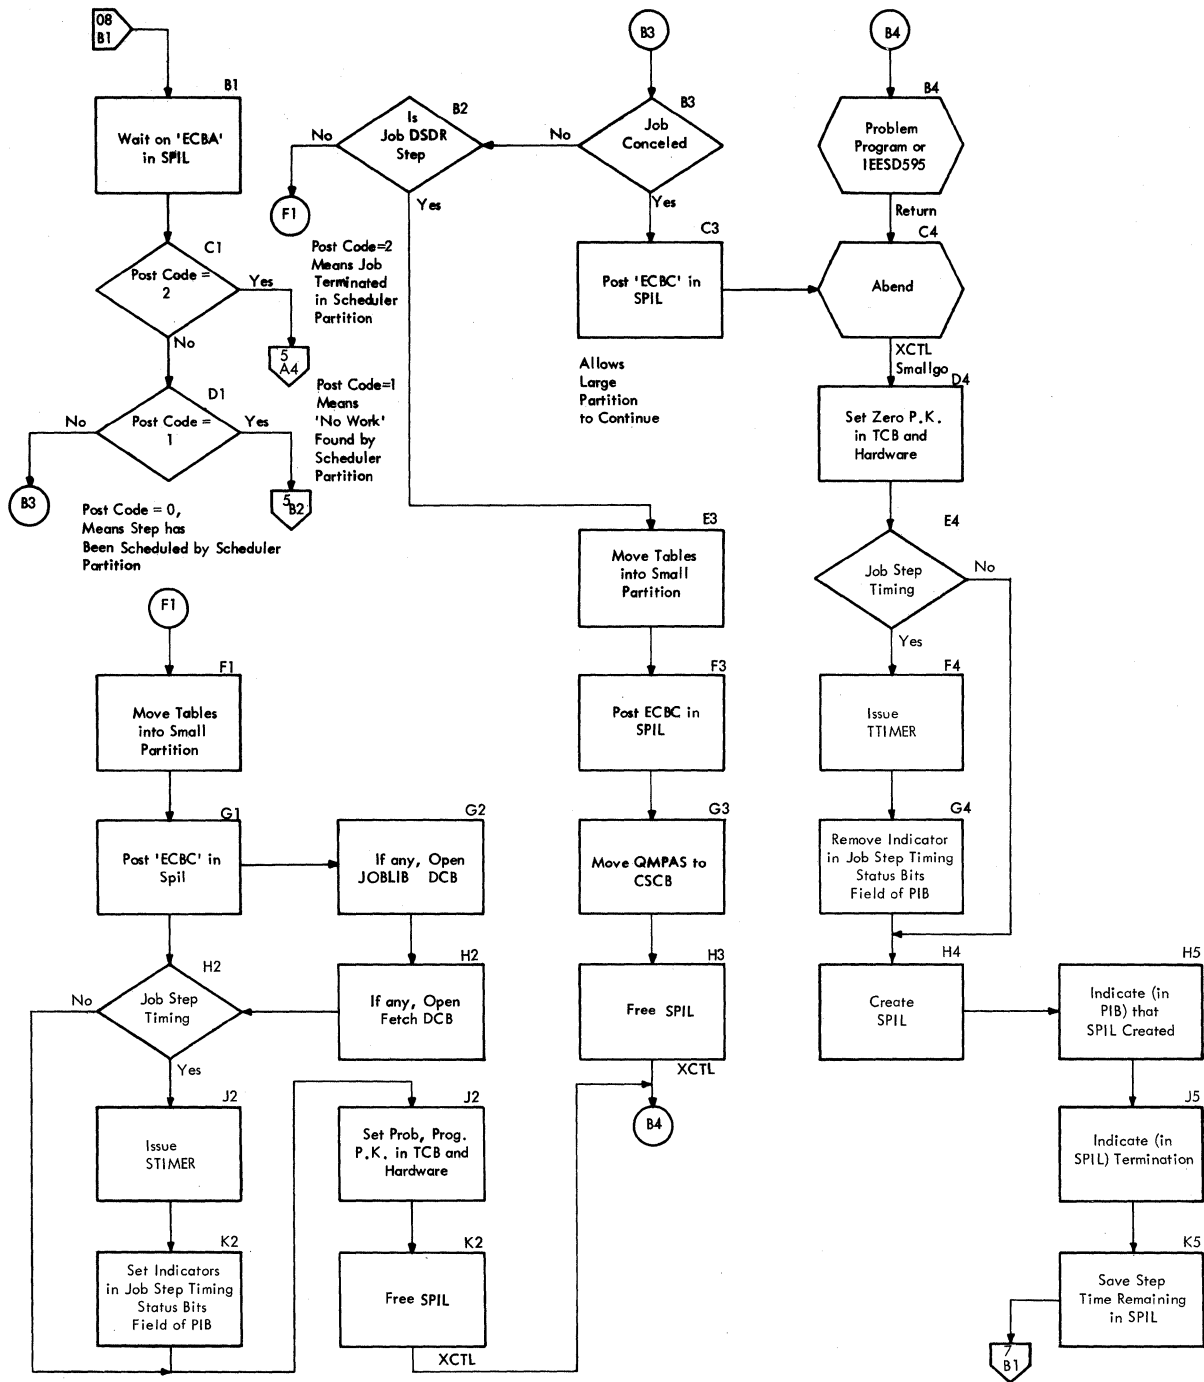 08
B1
B1
Wait on 'ECBA'
in SPIL
C1
Post Code =
2
Yes
No
5
A4
D1
Post Code =
1
No
Yes
B3
5
B2
Post Code = 0,
Means Step has
Been Scheduled by Scheduler
Partition
F1
F1
Move Tables
into Small
Partition
G1
Post 'ECBC' in
Spil
H2
Job Step
Timing
No
Yes
J2
Issue
STIMER
K2
Set Indicators
in Job Step Timing
Status Bits
Field of PIB
B2
Is
Job DSDR
Step
No
Yes
F1
Post Code=2
Means Job
Terminated
in Scheduler
Partition
Post Code=1
Means
'No Work'
Found by
Scheduler
Partition
G2
If any, Open
JOBLIB DCB
H2
If any, Open
Fetch DCB
J2
Set Prob, Prog.
P.K. in TCB and
Hardware
K2
Free SPIL
XCTL
B3
B3
Job
Conceled
No
Yes
C3
Post 'ECBC' in
SPIL
Allows
Large
Partition
to Continue
E3
Move Tables
into Small
Partition
F3
Post ECBC in
SPIL
G3
Move QMPAS to
CSCB
H3
Free SPIL
XCTL
B4
B4
B4
Problem
Program or
IEESD595
Return
C4
Abend
XCTL
Smallgo
D4
Set Zero P.K.
in TCB and
Hardware
E4
Job Step
Timing
No
Yes
F4
Issue
TTIMER
G4
Remove Indicator
in Job Step Timing
Status Bits
Field of PIB
H4
Create
SPIL
H5
Indicate (in
PIB) that
SPIL Created
J5
Indicate (in
SPIL) Termination
K5
Save Step
Time Remaining
in SPIL
7
B1